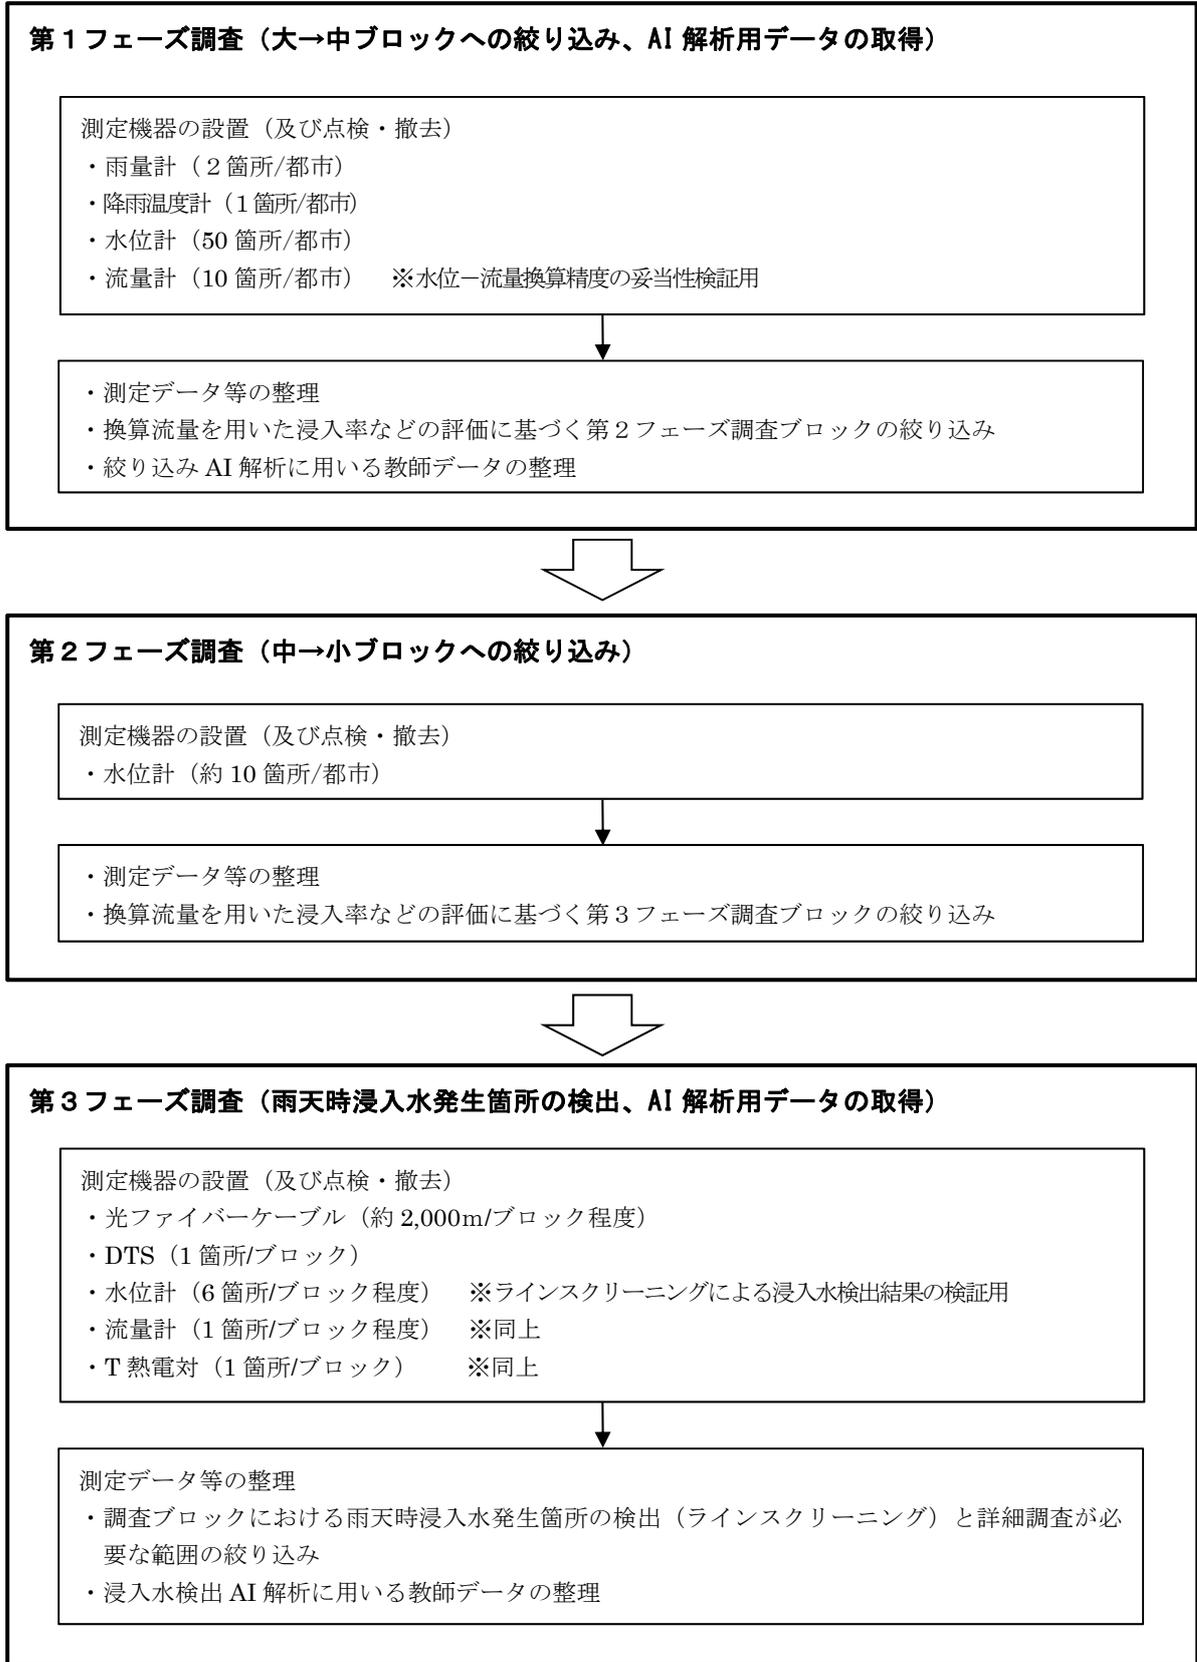 第１フェーズ調査（大→中ブロックへの絞り込み、AI 解析用データの取得）
測定機器の設置（及び点検・撤去）
・雨量計（２箇所/都市）
・降雨温度計（１箇所/都市）
・水位計（50 箇所/都市）
・流量計（10 箇所/都市）　※水位－流量換算精度の妥当性検証用
・測定データ等の整理
・換算流量を用いた浸入率などの評価に基づく第２フェーズ調査ブロックの絞り込み
・絞り込み AI 解析に用いる教師データの整理
第２フェーズ調査（中→小ブロックへの絞り込み）
測定機器の設置（及び点検・撤去）
・水位計（約 10 箇所/都市）
・測定データ等の整理
・換算流量を用いた浸入率などの評価に基づく第３フェーズ調査ブロックの絞り込み
第３フェーズ調査（雨天時浸入水発生箇所の検出、AI 解析用データの取得）
測定機器の設置（及び点検・撤去）
・光ファイバーケーブル（約 2,000ｍ/ブロック程度）
・DTS（1 箇所/ブロック）
・水位計（6 箇所/ブロック程度）　※ラインスクリーニングによる浸入水検出結果の検証用
・流量計（1 箇所/ブロック程度）　※同上
・T 熱電対（1 箇所/ブロック）　※同上
測定データ等の整理
・調査ブロックにおける雨天時浸入水発生箇所の検出（ラインスクリーニング）と詳細調査が必
要な範囲の絞り込み
・浸入水検出 AI 解析に用いる教師データの整理